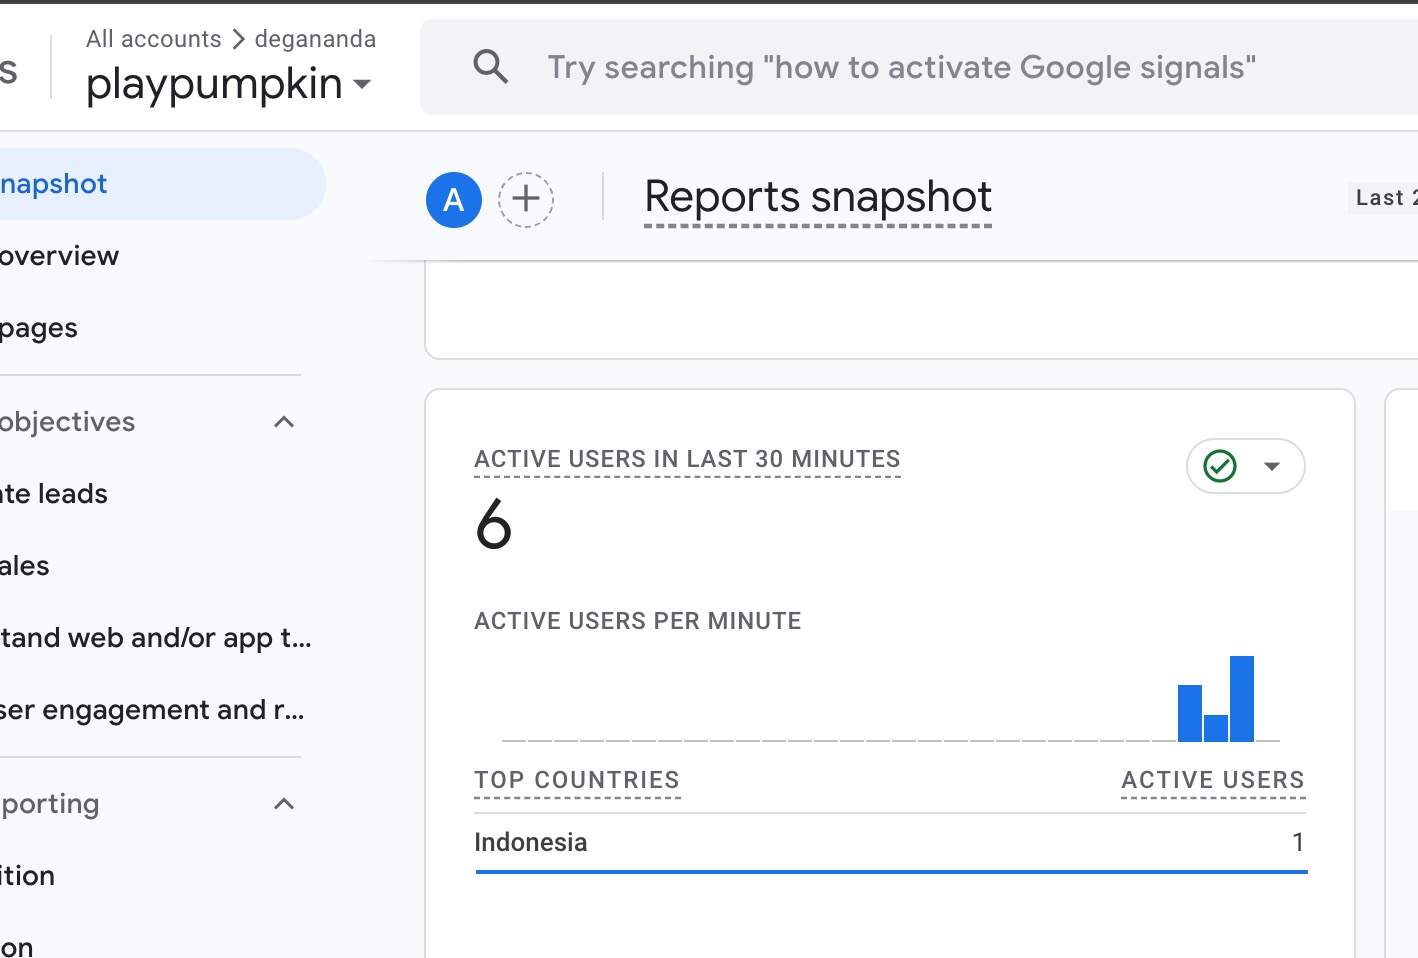 All accounts > degananda
s playpumpkin
Try searching "how to activate Google signals"
napshot
overview
pages
objectives
te leads
ales
tand web and/or app t...
ser engagement and r...
porting
ition
on
A + Reports snapshot
Last 2
ACTIVE USERS IN LAST 30 MINUTES
6
ACTIVE USERS PER MINUTE
TOP COUNTRIES ACTIVE USERS
Indonesia 1